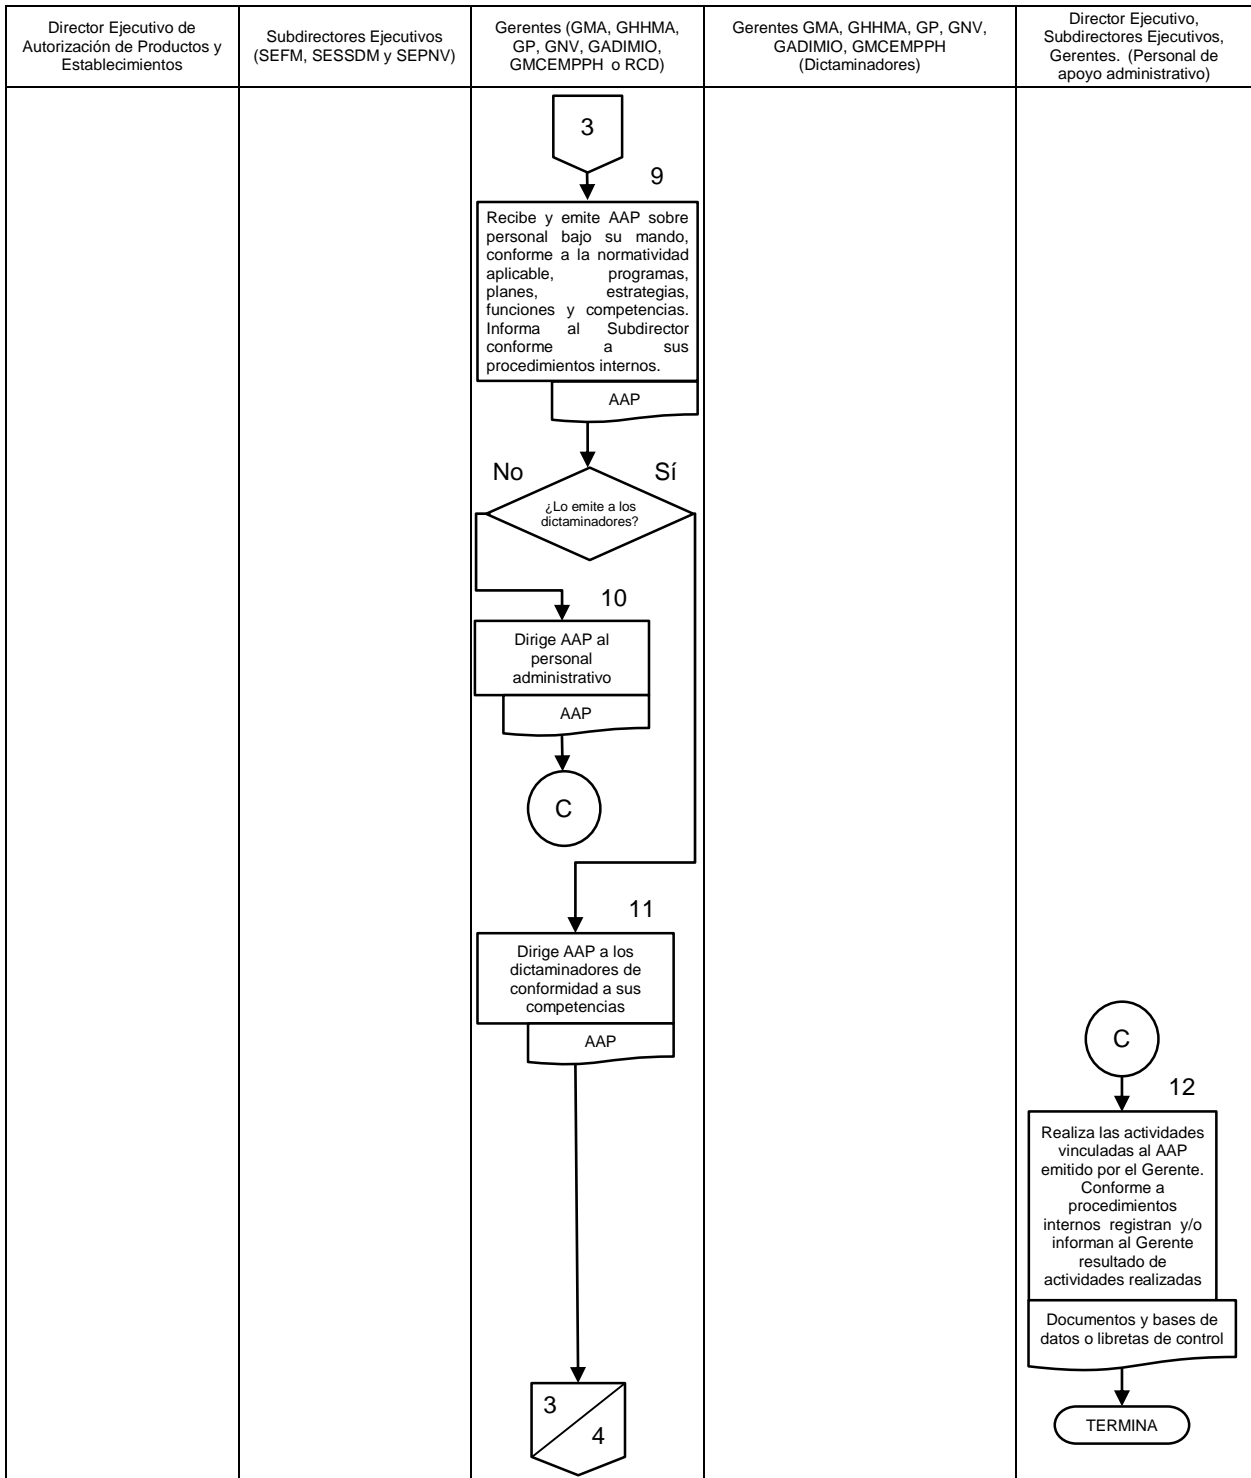 Director Ejecutivo de
Autorización de Productos y
Establecimientos
Subdirectores Ejecutivos
(SEFM, SESSDM y SEPNV)
Gerentes (GMA, GHHMA,
GP, GNV, GADIMIO,
GMCEMPPH o RCD)
Gerentes GMA, GHHMA, GP, GNV,
GADIMIO, GMCEMPPH
(Dictaminadores)
Director Ejecutivo,
Subdirectores Ejecutivos,
Gerentes. (Personal de
apoyo administrativo)
3
9
Recibe y emite AAP sobre
personal bajo su mando,
conforme a la normatividad
aplicable, programas,
planes, estrategias,
funciones y competencias.
Informa al Subdirector
conforme a sus
procedimientos internos.
AAP
No
Sí
¿Lo emite a los
dictaminadores?
10
Dirige AAP al
personal
administrativo
AAP
C
11
Dirige AAP a los
dictaminadores de
conformidad a sus
competencias
AAP
3
4
C
12
Realiza las actividades
vinculadas al AAP
emitido por el Gerente.
Conforme a
procedimientos
internos registran y/o
informan al Gerente
resultado de
actividades realizadas
Documentos y bases de
datos o libretas de control
TERMINA